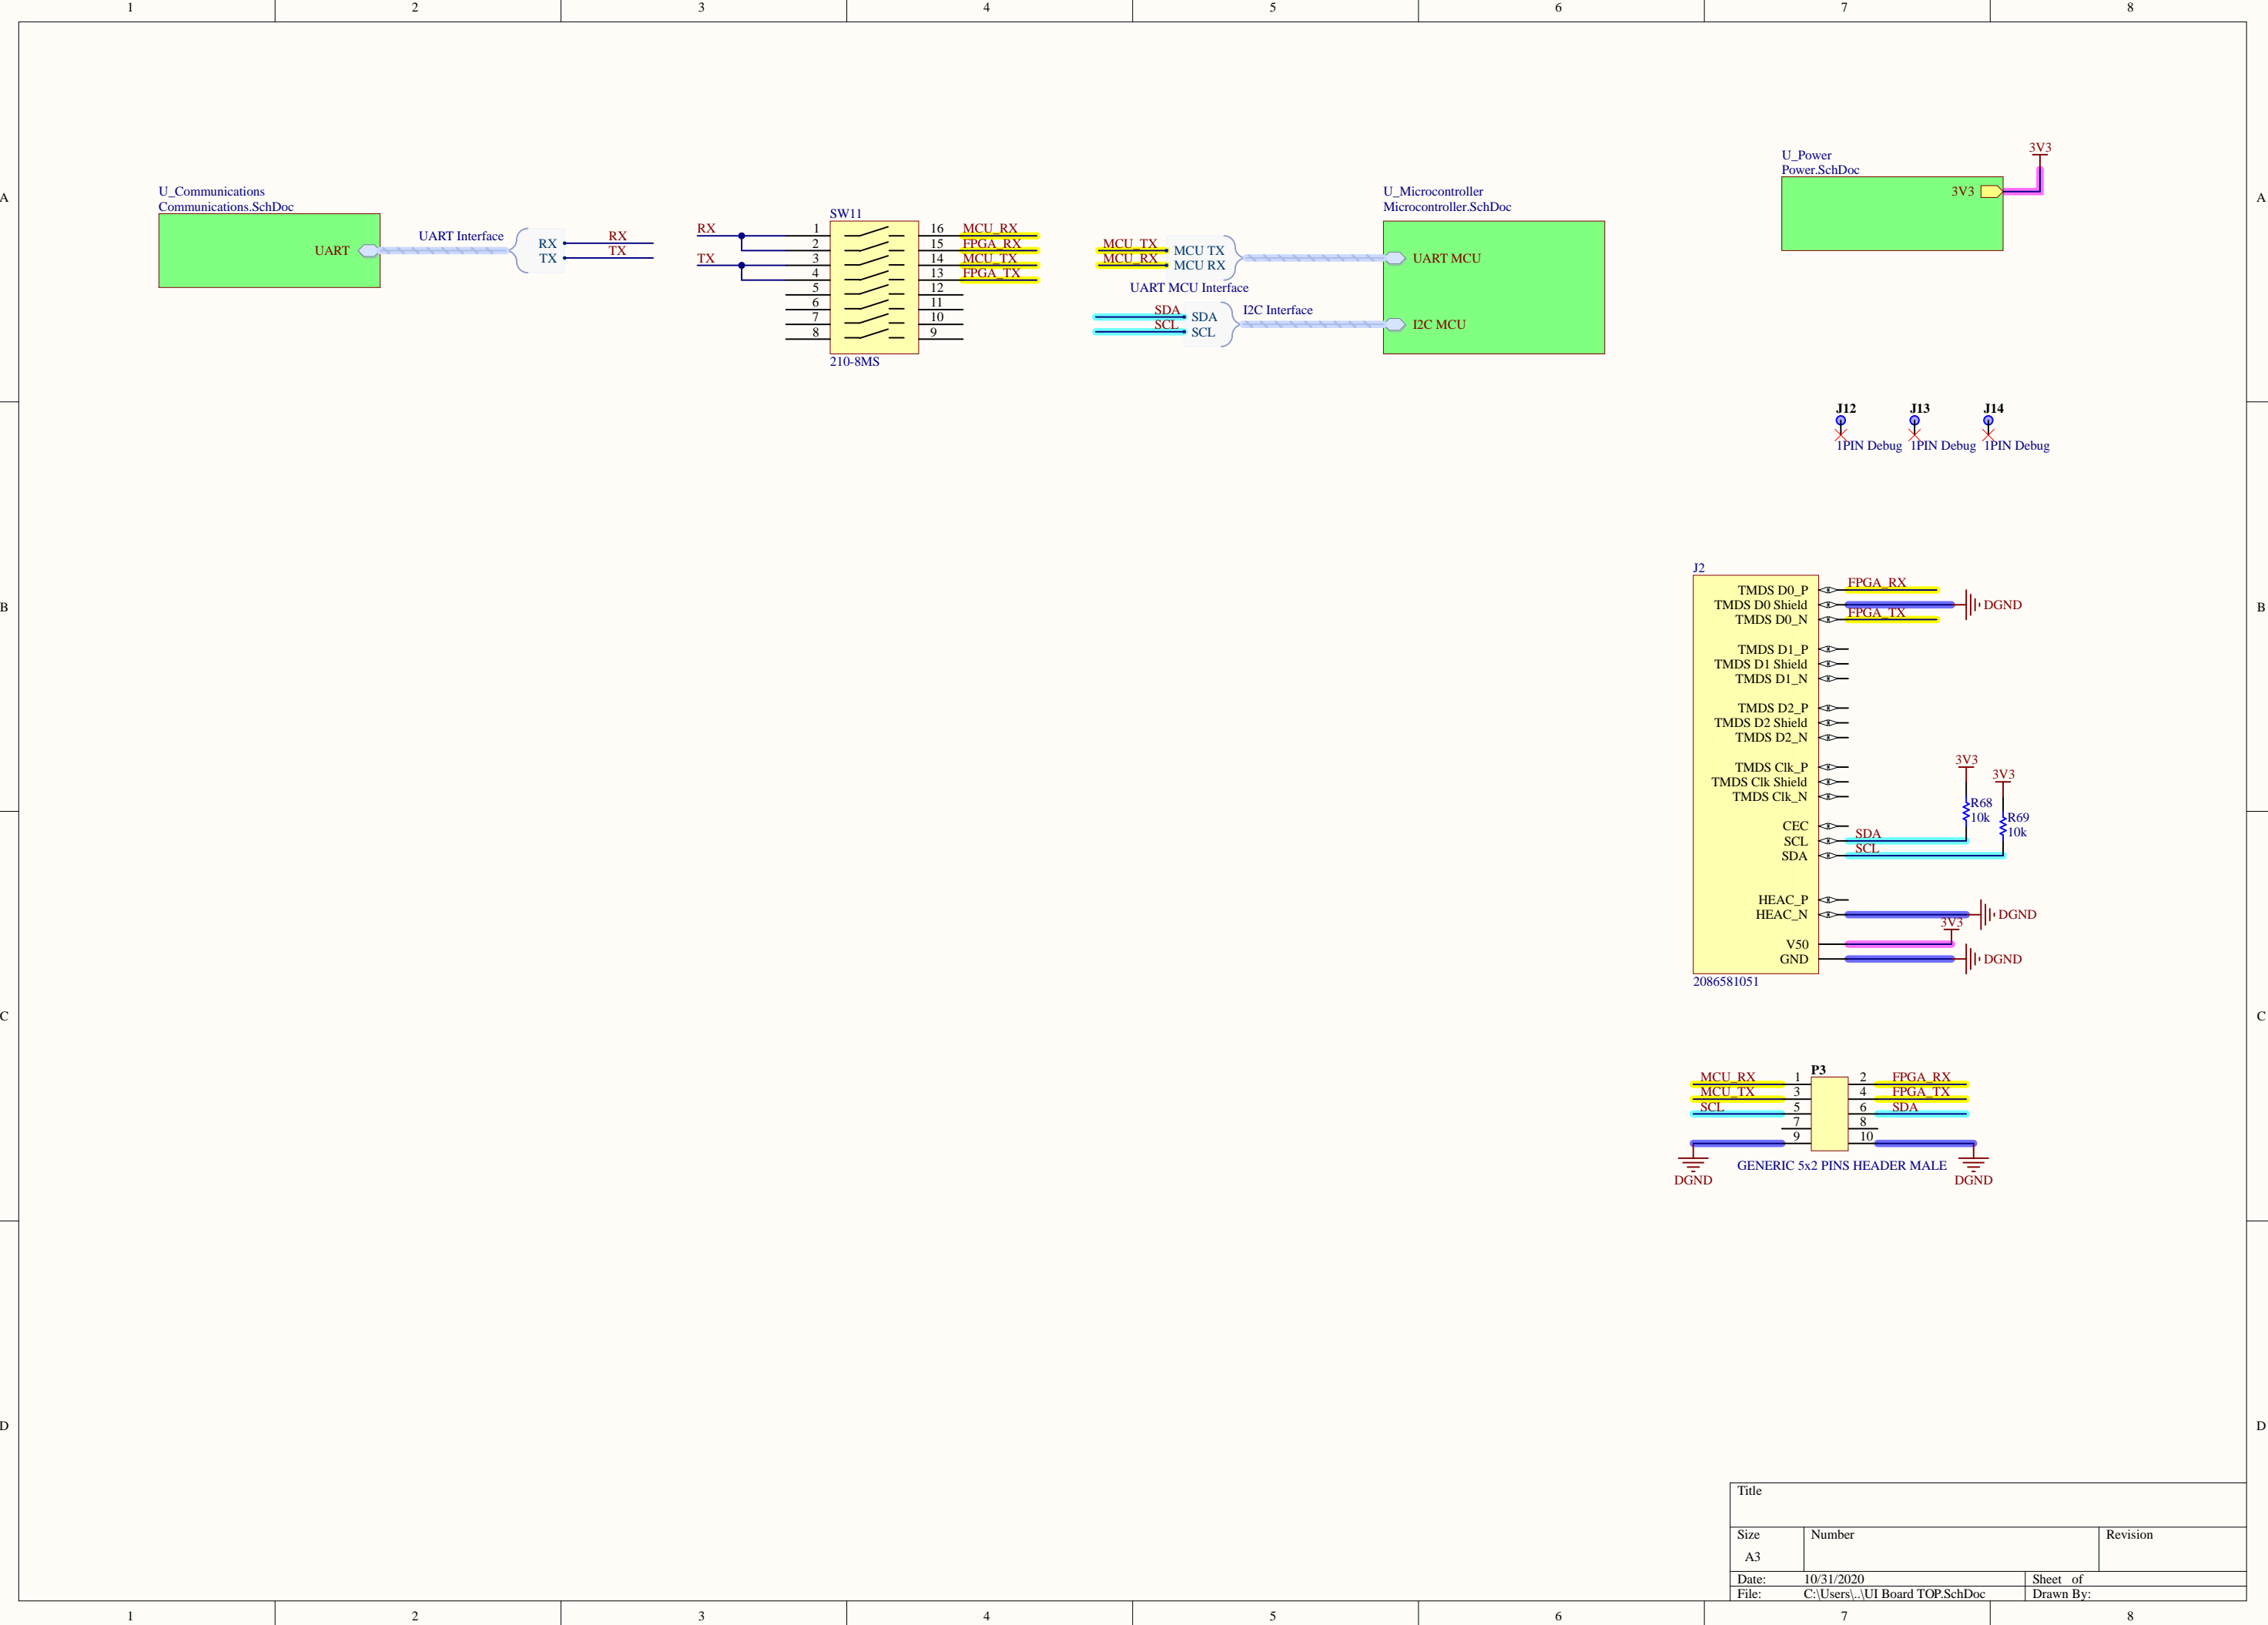 1 2 3 4 5 6 7 8
A A
B B
C C
D D
U_Communications
Communications.SchDoc
UART
UART Interface
RX
TX
RX
TX
SW11
RX
TX
1 16 MCU_RX
2 15 FPGA_RX
3 14 MCU_TX
4 13 FPGA_TX
5 12
6 11
7 10
8 9
210-8MS
MCU_TX MCU TX
MCU_RX MCU RX
UART MCU Interface
SDA SDA
SCL SCL
I2C Interface
U_Microcontroller
Microcontroller.SchDoc
UART MCU
I2C MCU
U_Power
Power.SchDoc
3V3
3V3
J12 J13 J14
1PIN Debug 1PIN Debug 1PIN Debug
J2
TMDS D0_P FPGA_RX
TMDS D0 Shield DGND
TMDS D0_N FPGA_TX
TMDS D1_P
TMDS D1 Shield
TMDS D1_N
TMDS D2_P
TMDS D2 Shield
TMDS D2_N
TMDS Clk_P
TMDS Clk Shield
TMDS Clk_N
3V3
3V3
R68
10k
R69
10k
CEC
SCL SDA
SDA SCL
HEAC_P
HEAC_N DGND
3V3
V50
GND DGND
2086581051
P3
MCU_RX 1 2 FPGA_RX
MCU_TX 3 4 FPGA_TX
SCL 5 6 SDA
7 8
9 10
GENERIC 5x2 PINS HEADER MALE
DGND DGND
Title
Size Number Revision
A3
Date: 10/31/2020 Sheet of
File: C:\Users\..\UI Board TOP.SchDoc Drawn By:
1 2 3 4 5 6 7 8